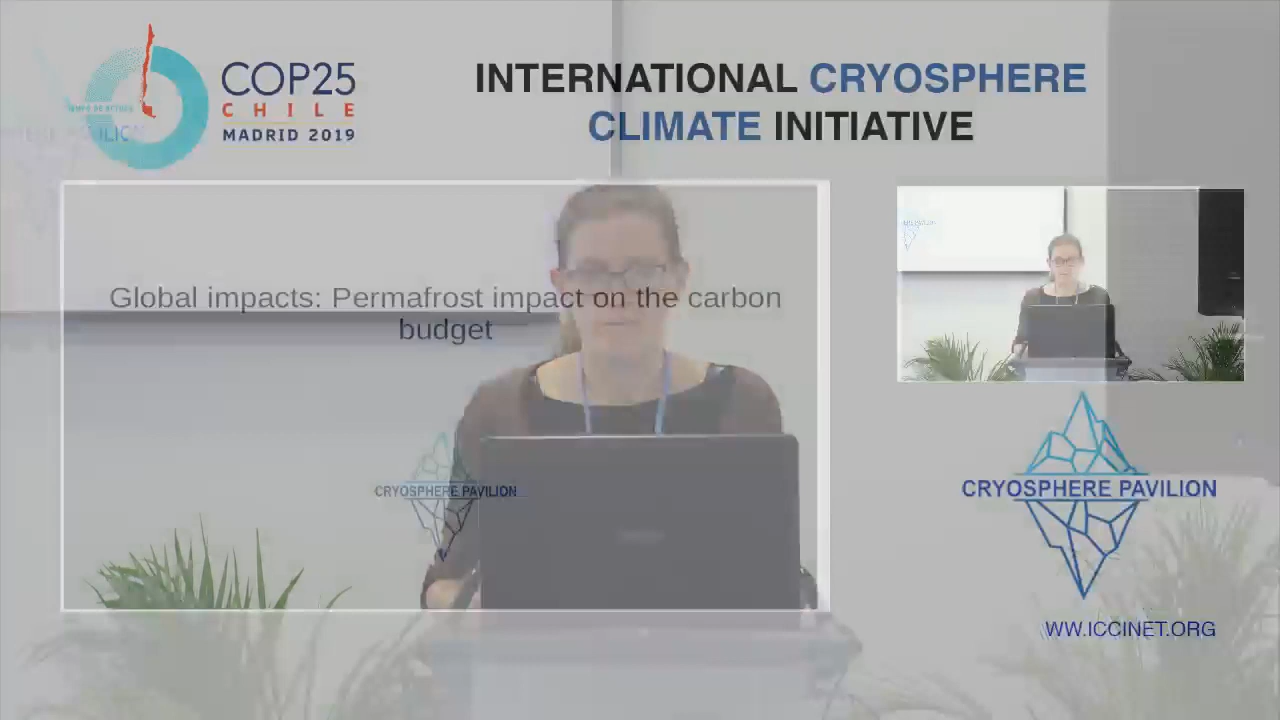 COP25
CHILE
MADRID 2019
INTERNATIONAL CRYOSPHERE
CLIMATE INITIATIVE
Global impacts: Permafrost impact on the carbon
budget
CRYOSPHERE PAVILION
CRYOSPHERE PAVILION
WW.ICCINET.ORG